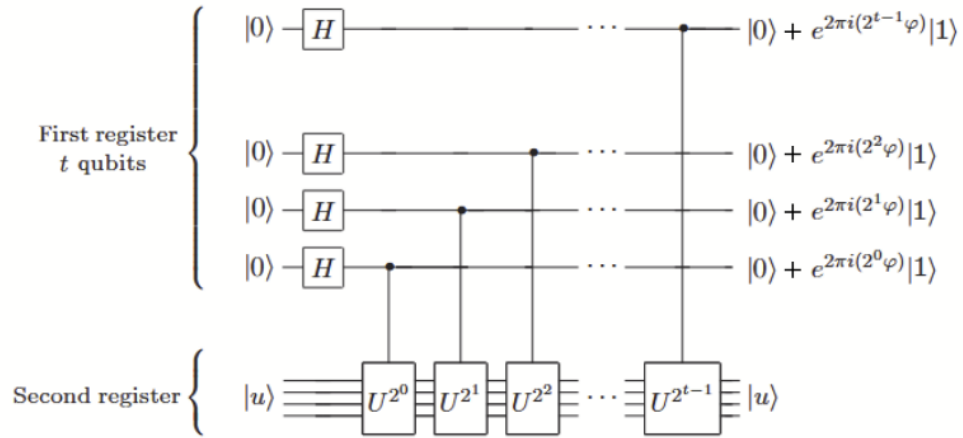 |0⟩ H ··· |0⟩ + e^{2πi(2^{t−1}φ)}|1⟩
First register
t qubits
|0⟩ H ··· |0⟩ + e^{2πi(2^2φ)}|1⟩
|0⟩ H ··· |0⟩ + e^{2πi(2^1φ)}|1⟩
|0⟩ H ··· |0⟩ + e^{2πi(2^0φ)}|1⟩
Second register |u⟩ U^{2^0} U^{2^1} U^{2^2} ··· U^{2^{t−1}} |u⟩